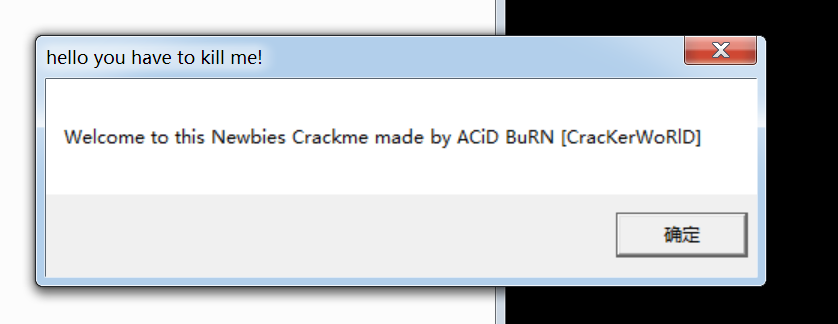 hello you have to kill me!
Welcome to this Newbies Crackme made by ACiD BuRN [CracKerWoRlD]
确定